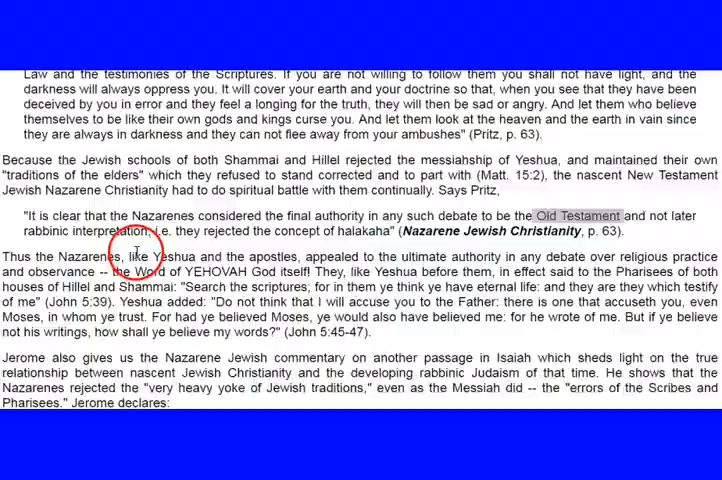 Law and the testimonies of the Scriptures. If you are not willing to follow them you shall not have light, and the
darkness will always oppress you. It will cover your earth and your doctrine so that, when you see that they have been
deceived by you in error and they feel a longing for the truth, they will then be sad or angry. And let them who believe
themselves to be like their own gods and kings curse you. And let them look at the heaven and the earth in vain since
they are always in darkness and they can not flee away from your ambushes" (Pritz, p. 63).
Because the Jewish schools of both Shammai and Hillel rejected the messiahship of Yeshua, and maintained their own
"traditions of the elders" which they refused to stand corrected and to part with (Matt. 15:2), the nascent New Testament
Jewish Nazarene Christianity had to do spiritual battle with them continually. Says Pritz,
"It is clear that the Nazarenes considered the final authority in any such debate to be the Old Testament and not later
rabbinic interpretation, i.e. they rejected the concept of halakaha" (Nazarene Jewish Christianity, p. 63).
Thus the Nazarenes, like Yeshua and the apostles, appealed to the ultimate authority in any debate over religious practice
and observance -- the Word of YEHOVAH God itself! They, like Yeshua before them, in effect said to the Pharisees of both
houses of Hillel and Shammai: "Search the scriptures; for in them ye think ye have eternal life: and they are they which testify
of me" (John 5:39). Yeshua added: "Do not think that I will accuse you to the Father: there is one that accuseth you, even
Moses, in whom ye trust. For had ye believed Moses, ye would also have believed me: for he wrote of me. But if ye believe
not his writings, how shall ye believe my words?" (John 5:45-47).
Jerome also gives us the Nazarene Jewish commentary on another passage in Isaiah which sheds light on the true
relationship between nascent Jewish Christianity and the developing rabbinic Judaism of that time. He shows that the
Nazarenes rejected the "very heavy yoke of Jewish traditions," even as the Messiah did -- the "errors of the Scribes and
Pharisees." Jerome declares: